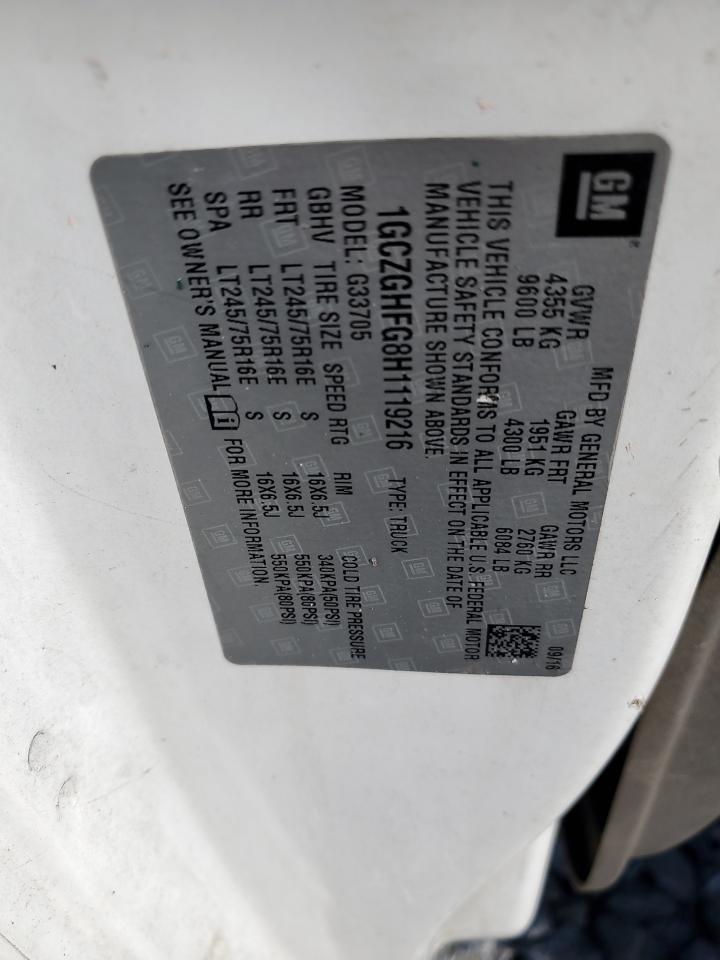 GM
MFD BY GENERAL MOTORS LLC 09/16
GVWR GAWR FRT GAWR RR
4355 KG 1951 KG 2760 KG
9600 LB 4300 LB 6084 LB
THIS VEHICLE CONFORMS TO ALL APPLICABLE U.S. FEDERAL MOTOR
VEHICLE SAFETY STANDARDS IN EFFECT ON THE DATE OF
MANUFACTURE SHOWN ABOVE.
1GCZGHFG8H1119216 TYPE: TRUCK
MODEL: G33705
GBHV TIRE SIZE SPEED RTG RIM COLD TIRE PRESSURE
FRT LT245/75R16E S 16X6.5J 340KPA(50PSI)
RR LT245/75R16E S 16X6.5J 550KPA(80PSI)
SPA LT245/75R16E S 16X6.5J 550KPA(80PSI)
SEE OWNER'S MANUAL FOR MORE INFORMATION